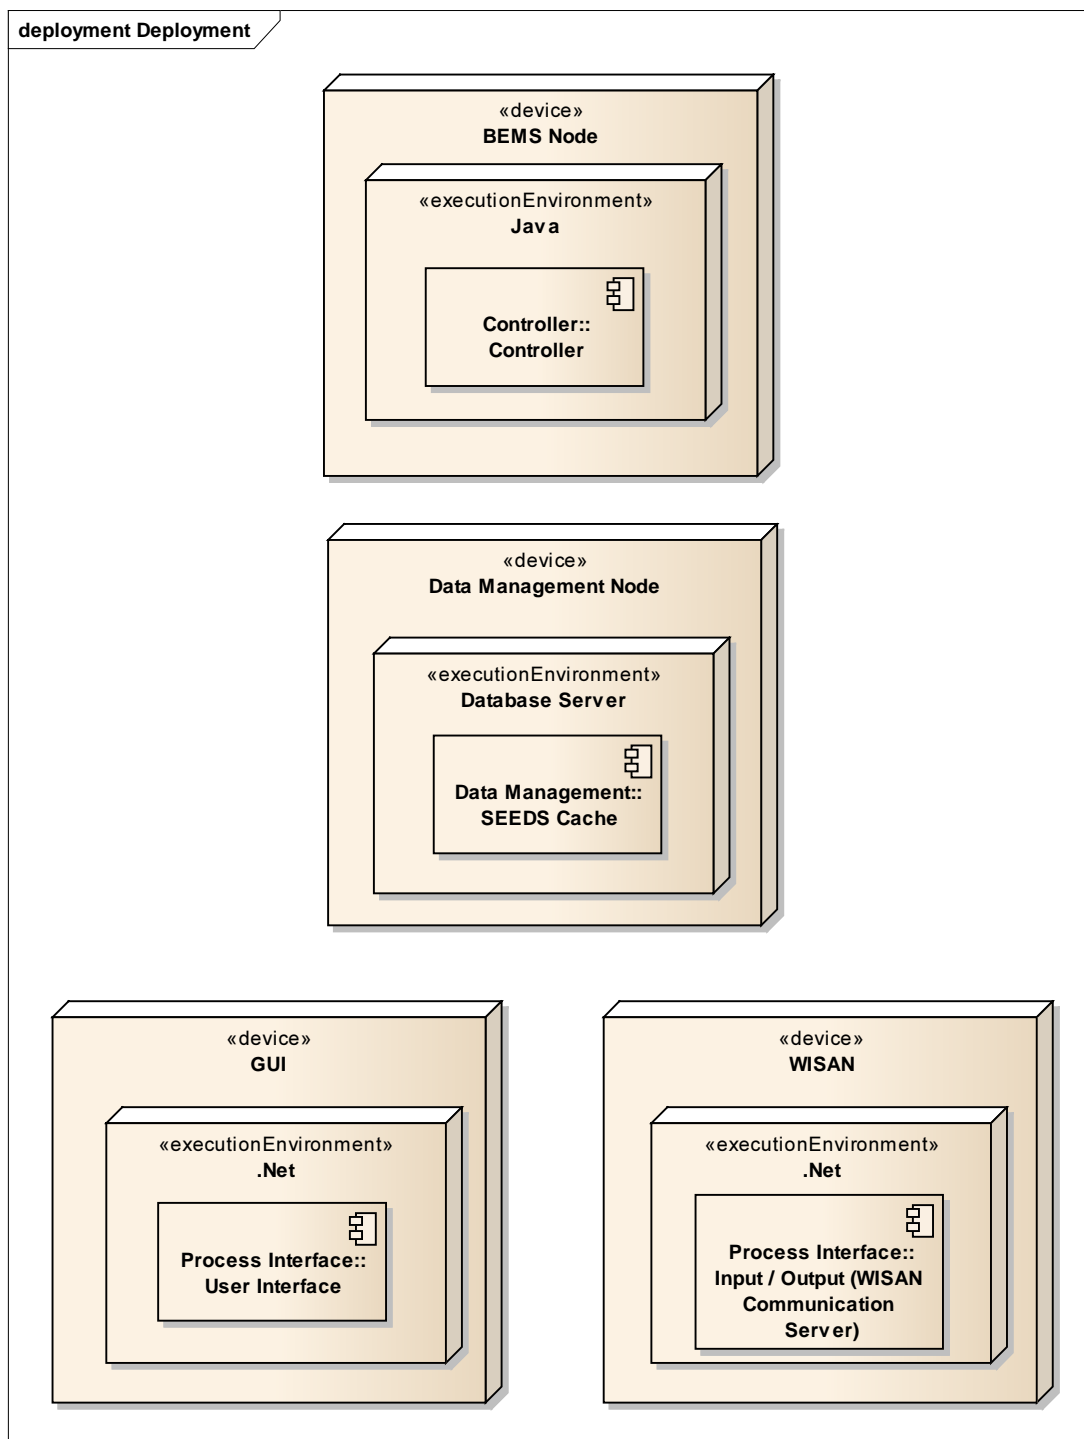 deployment Deployment
«device»
BEMS Node
«executionEnvironment»
Java
Controller::
Controller
«device»
Data Management Node
«executionEnvironment»
Database Server
Data Management::
SEEDS Cache
«device»
GUI
«executionEnvironment»
.Net
Process Interface::
User Interface
«device»
WISAN
«executionEnvironment»
.Net
Process Interface::
Input / Output (WISAN
Communication
Server)